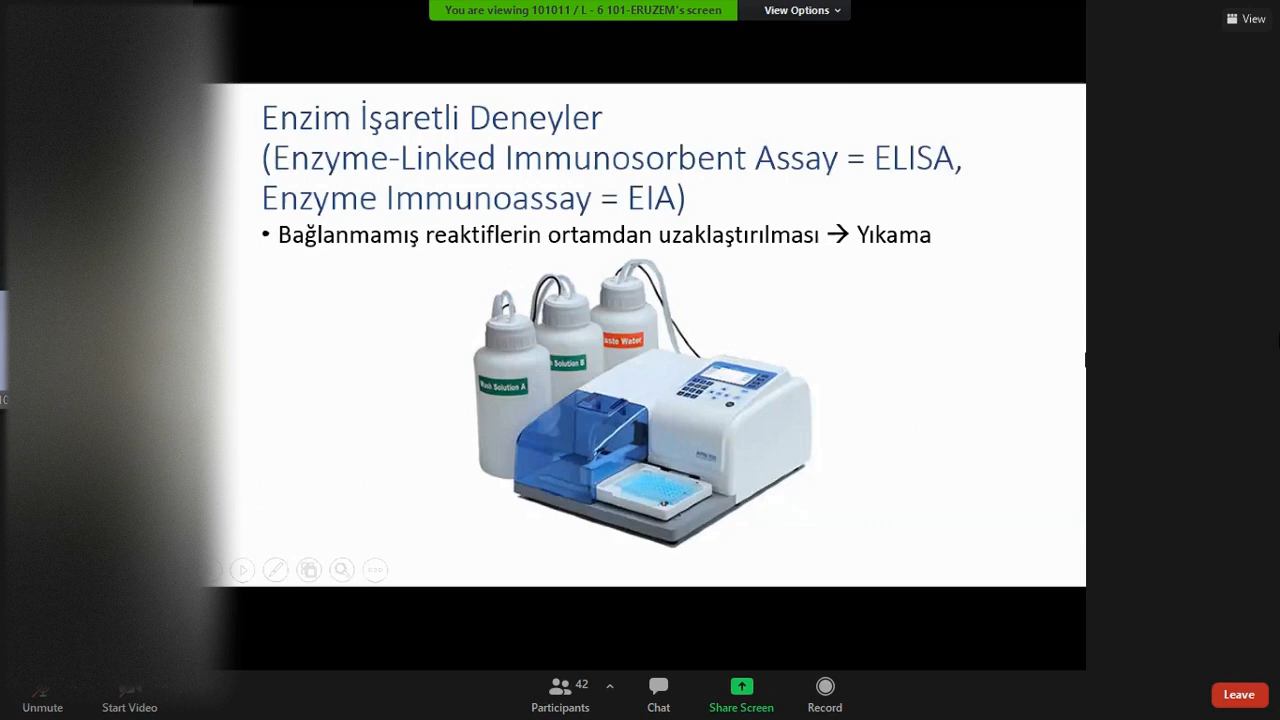 You are viewing 101011 / L - 6 101-ERUZEM's screen
View Options
View
Enzim İşaretli Deneyler
(Enzyme-Linked Immunosorbent Assay = ELISA,
Enzyme Immunoassay = EIA)
• Bağlanmamış reaktiflerin ortamdan uzaklaştırılması → Yıkama
Solution A
Solution B
Water
Unmute
Start Video
Participants
42
Chat
Share Screen
Record
Leave